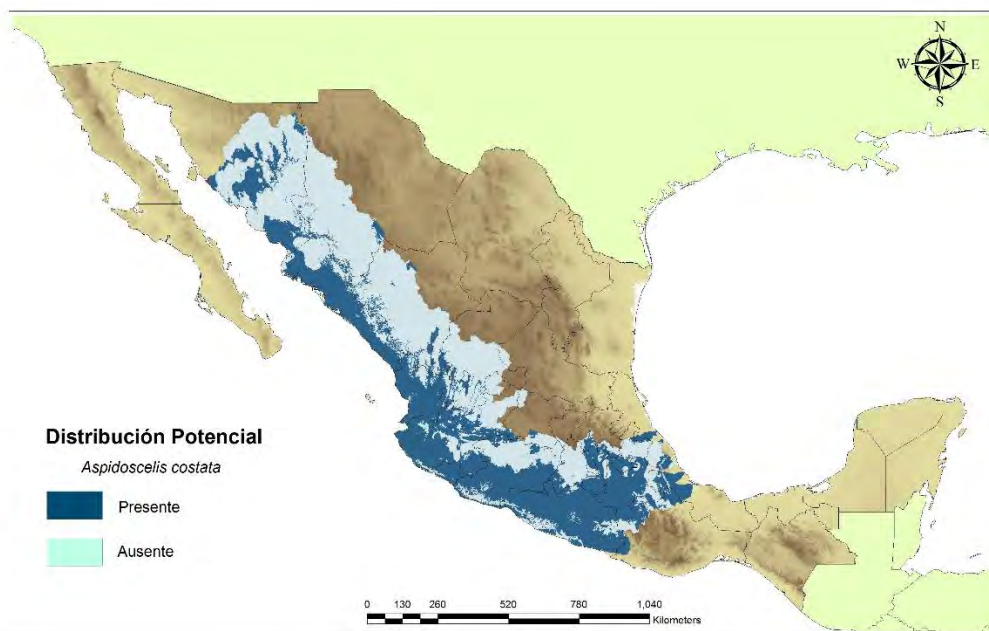 N
W E
S
Distribución Potencial
Aspidoscelis costata
Presente
Ausente
0 130 260 520 780 1,040
Kilometers